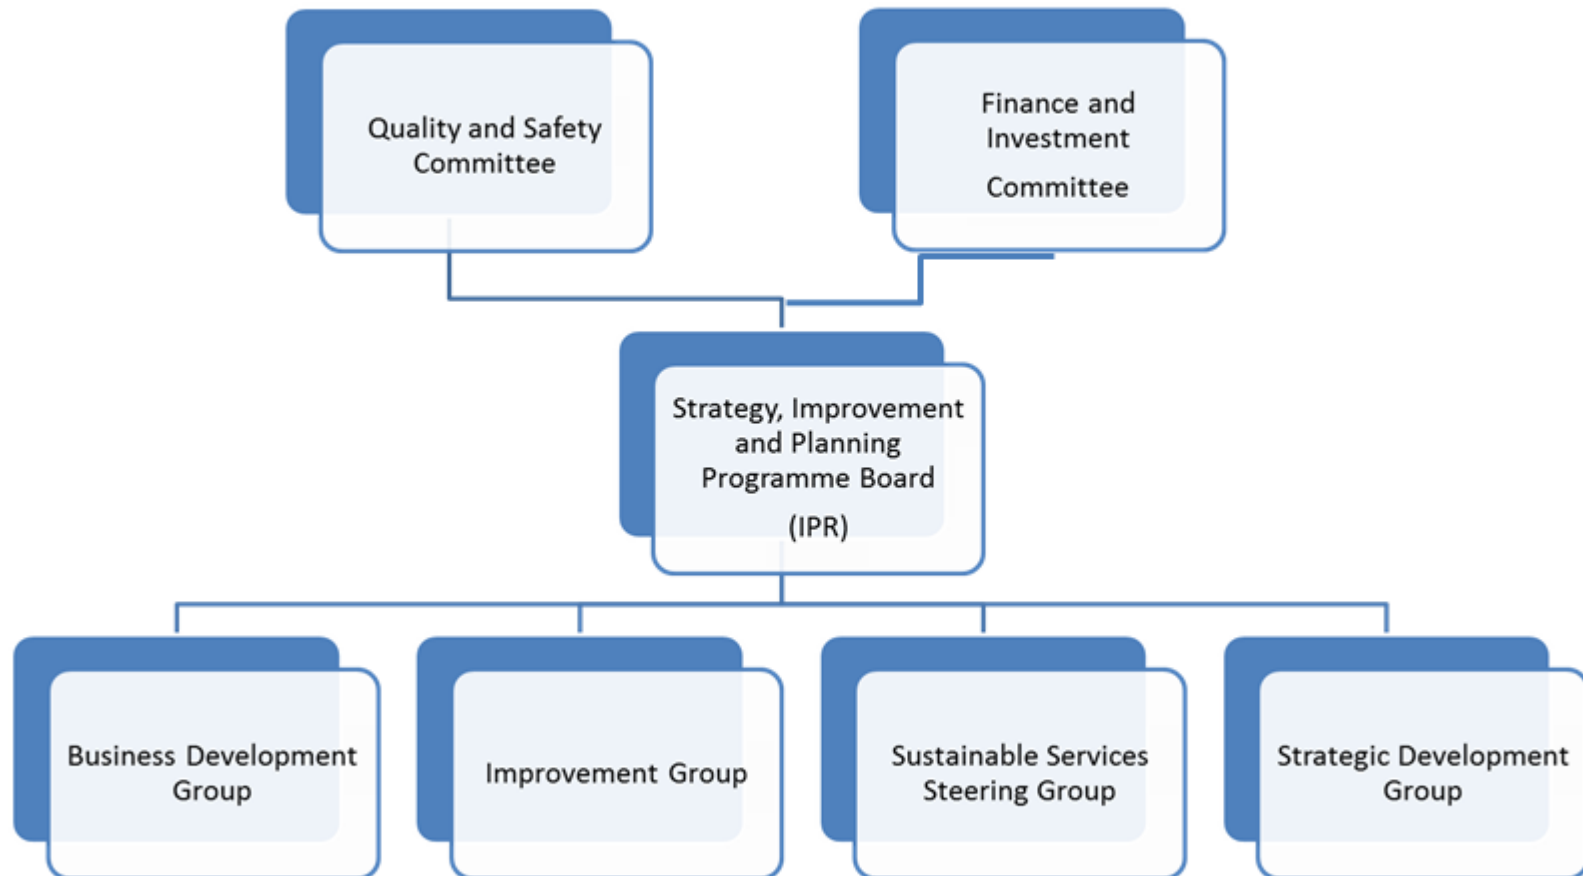 Quality and Safety
Committee
Finance and
Investment
Committee
Strategy, Improvement
and Planning
Programme Board
(IPR)
Business Development
Group
Improvement Group
Sustainable Services
Steering Group
Strategic Development
Group